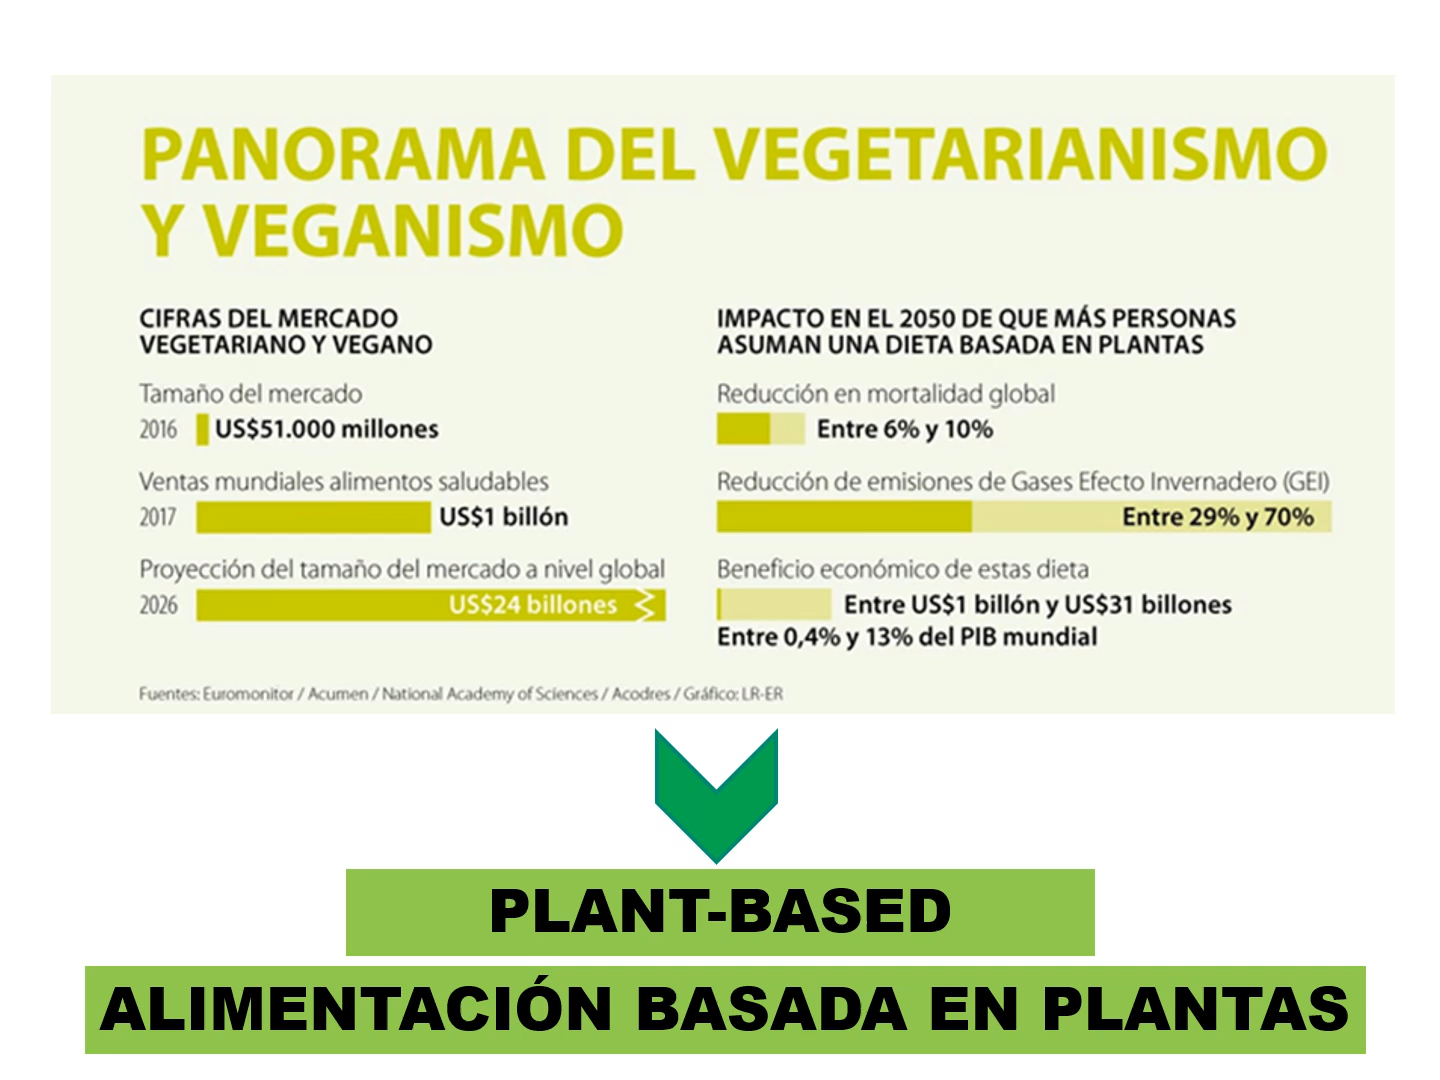 PANORAMA DEL VEGETARIANISMO
Y VEGANISMO
CIFRAS DEL MERCADO
VEGETARIANO Y VEGANO
Tamaño del mercado
2016 US$51.000 millones
Ventas mundiales alimentos saludables
2017 US$1 billón
Proyección del tamaño del mercado a nivel global
2026 US$24 billones
IMPACTO EN EL 2050 DE QUE MÁS PERSONAS
ASUMAN UNA DIETA BASADA EN PLANTAS
Reducción en mortalidad global
Entre 6% y 10%
Reducción de emisiones de Gases Efecto Invernadero (GEI)
Entre 29% y 70%
Beneficio económico de estas dieta
Entre US$1 billón y US$31 billones
Entre 0,4% y 13% del PIB mundial
Fuentes: Euromonitor / Acumen / National Academy of Sciences / Acodres / Gráfico: LR-ER
PLANT-BASED
ALIMENTACIÓN BASADA EN PLANTAS